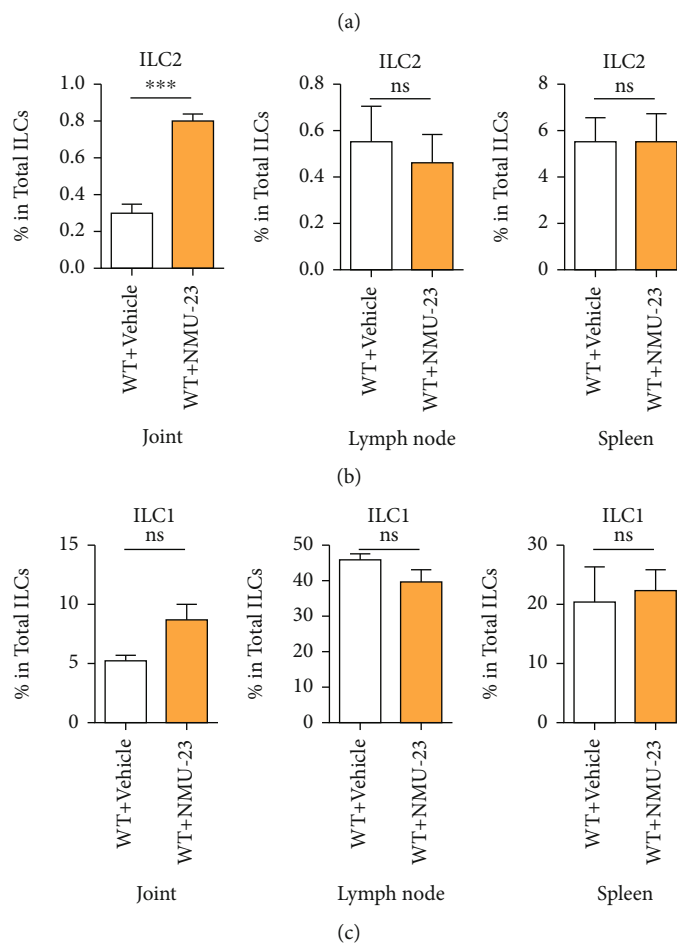 (a)
ILC2
***
% in Total ILCs
1.0
0.8
0.6
0.4
0.2
0.0
WT+Vehicle
WT+NMU-23
Joint
ILC2
ns
% in Total ILCs
0.8
0.6
0.4
0.2
0.0
WT+Vehicle
WT+NMU-23
Lymph node
ILC2
ns
% in Total ILCs
8
6
4
2
0
WT+Vehicle
WT+NMU-23
Spleen
(b)
ILC1
ns
% in Total ILCs
15
10
5
0
WT+Vehicle
WT+NMU-23
Joint
ILC1
ns
% in Total ILCs
50
40
30
20
10
0
WT+Vehicle
WT+NMU-23
Lymph node
ILC1
ns
% in Total ILCs
30
20
10
0
WT+Vehicle
WT+NMU-23
Spleen
(c)